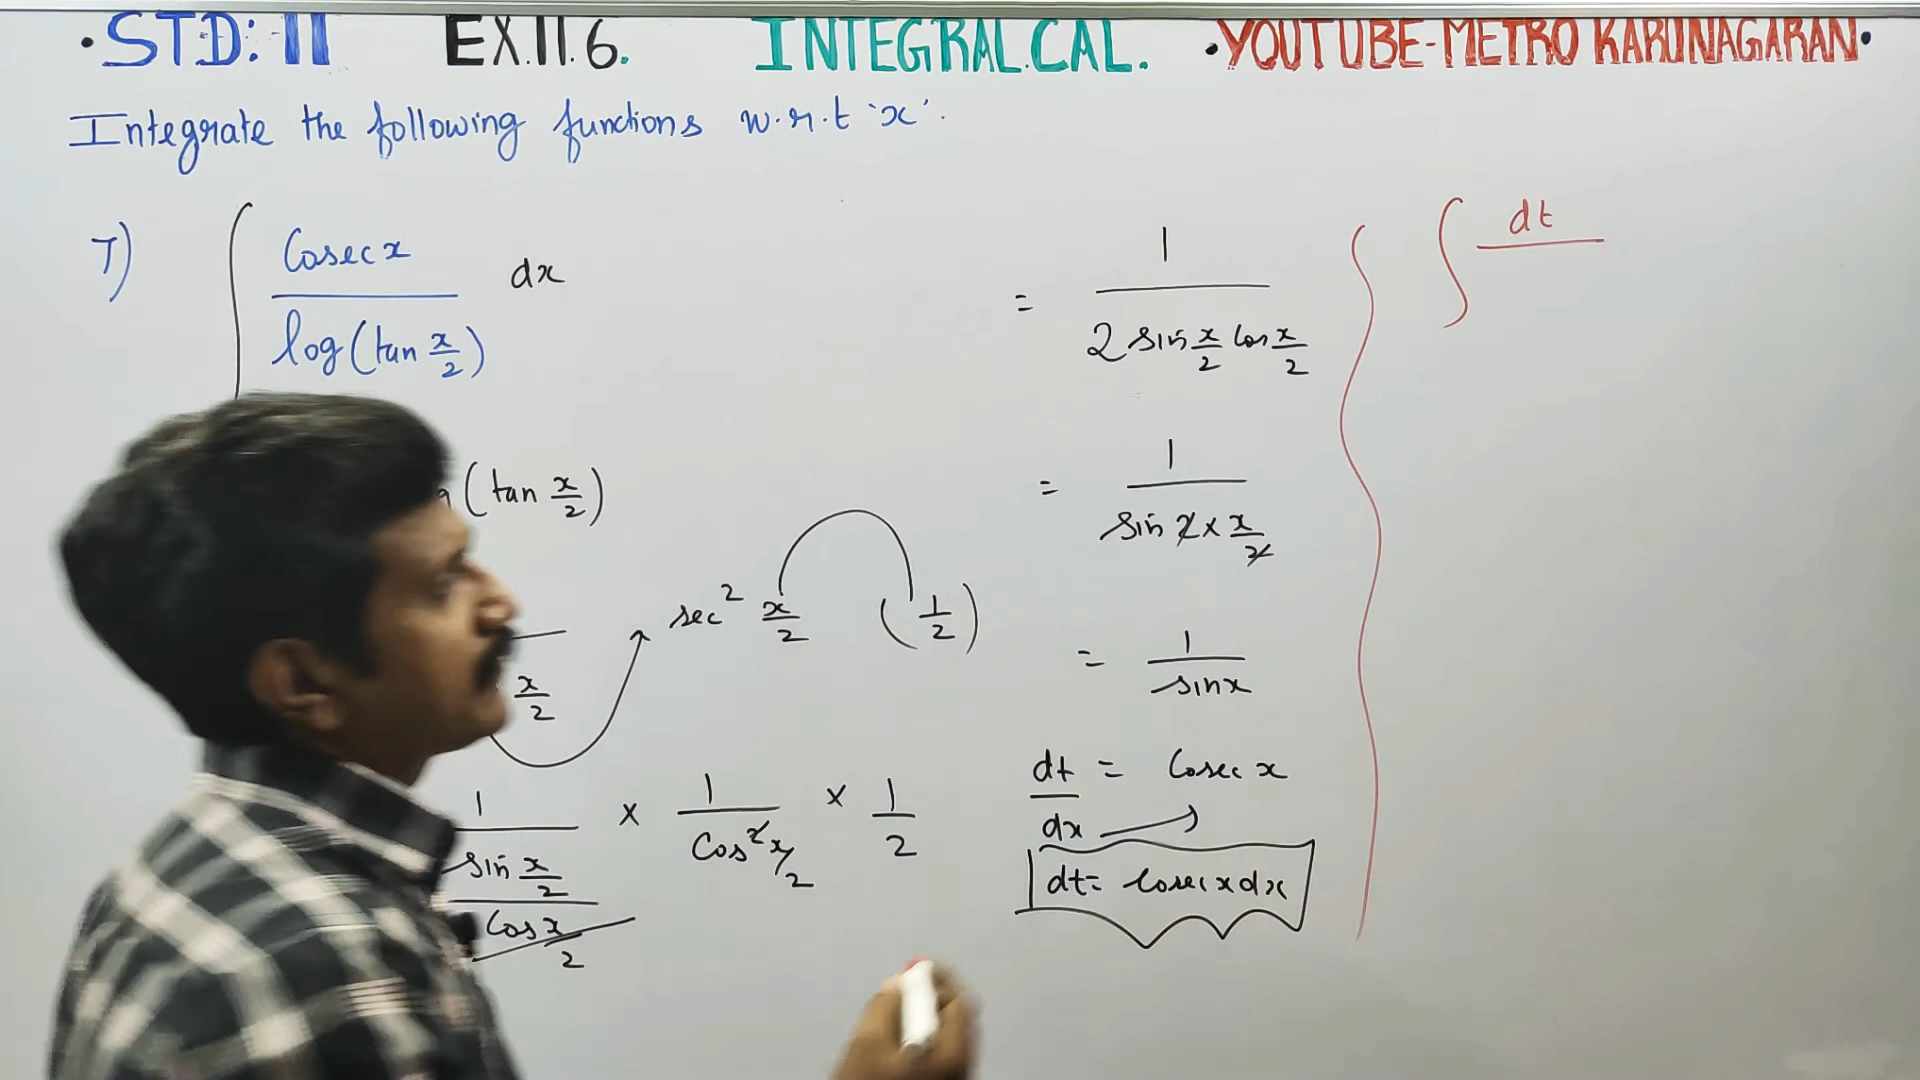 ·STD: 11 EX.11.6. INTEGRAL.CAL. ·YOUTUBE-METRO KARUNAGARAN·
Integrate the following functions w.r.t 'x'.
7) ∫ Cosec x / log(tan x/2) dx
(tan x/2)
x/2
sec² x/2 (1/2)
1 / (sin x/2 / cos x/2) × 1/cos² x/2 × 1/2
= 1 / 2 sin x/2 cos x/2
= 1 / sin 2 × x/2
= 1 / sin x
dt/dx = Cosec x
dt = Cosec x dx
∫ dt